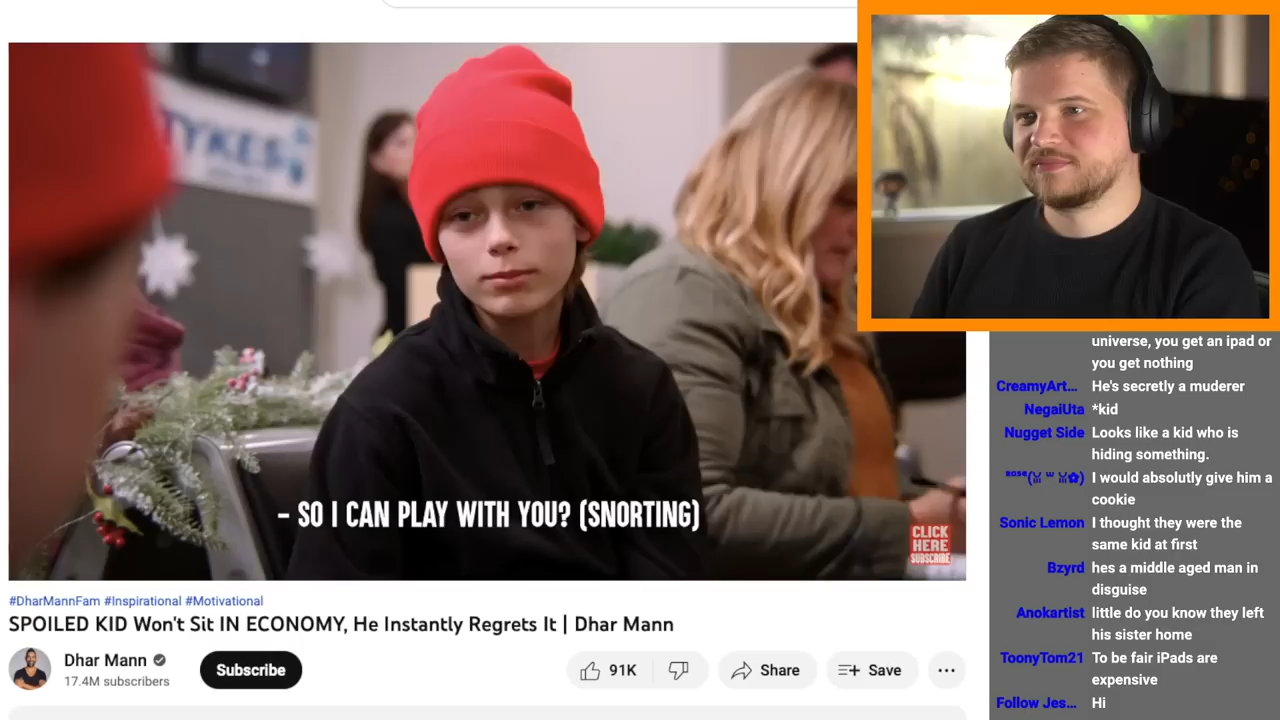 TYKES
- SO I CAN PLAY WITH YOU? (SNORTING)
CLICK
HERE
SUBSCRIBE
#DharMannFam #Inspirational #Motivational
SPOILED KID Won't Sit IN ECONOMY, He Instantly Regrets It | Dhar Mann
Dhar Mann
17.4M subscribers
Subscribe
91K
Share
Save
universe, you get an ipad or
you get nothing
CreamyArt... He's secretly a muderer
NegaiUta *kid
Nugget Side Looks like a kid who is
hiding something.
I would absolutely give him a
cookie
Sonic Lemon I thought they were the
same kid at first
Bzyrd hes a middle aged man in
disguise
Anokartist little do you know they left
his sister home
ToonyTom21 To be fair iPads are
expensive
Follow Jes... Hi